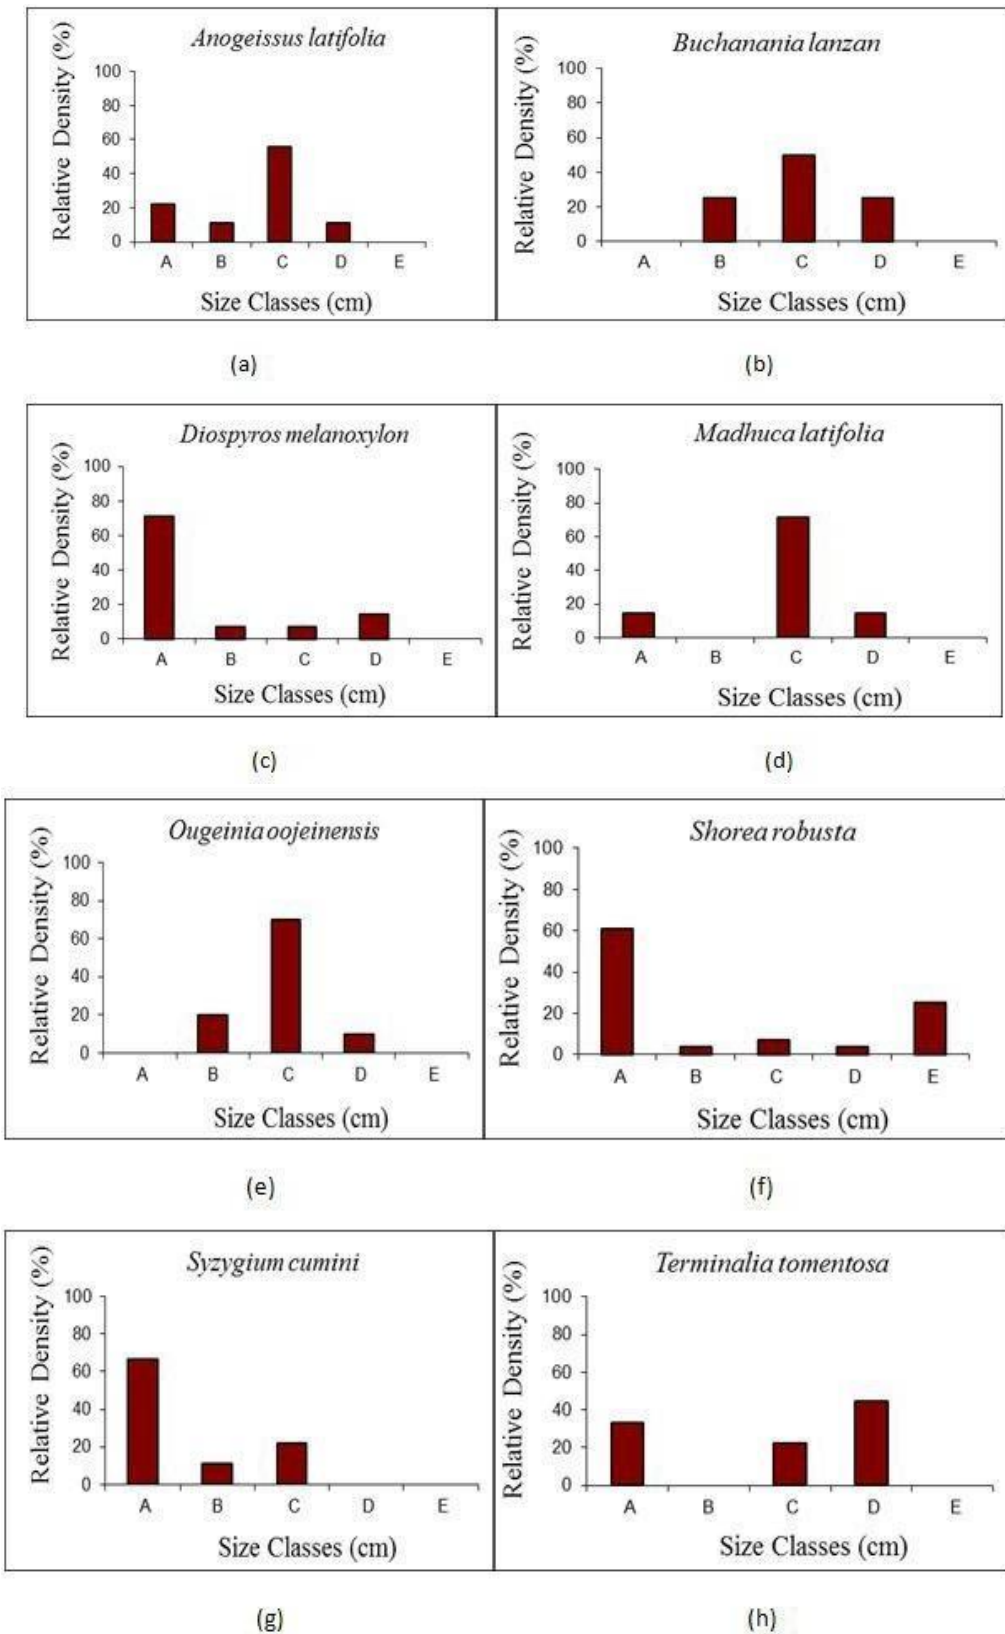 Anogeissus latifolia
Relative Density (%)
100
80
60
40
20
0
A B C D E
Size Classes (cm)
(a)
Buchanania lanzan
Relative Density (%)
100
80
60
40
20
0
A B C D E
Size Classes (cm)
(b)
Diospyros melanoxylon
Relative Density (%)
100
80
60
40
20
0
A B C D E
Size Classes (cm)
(c)
Madhuca latifolia
Relative Density (%)
100
80
60
40
20
0
A B C D E
Size Classes (cm)
(d)
Ougeinia oojeinensis
Relative Density (%)
100
80
60
40
20
0
A B C D E
Size Classes (cm)
(e)
Shorea robusta
Relative Density (%)
100
80
60
40
20
0
A B C D E
Size Classes (cm)
(f)
Syzygium cumini
Relative Density (%)
100
80
60
40
20
0
A B C D E
Size Classes (cm)
(g)
Terminalia tomentosa
Relative Density (%)
100
80
60
40
20
0
A B C D E
Size Classes (cm)
(h)